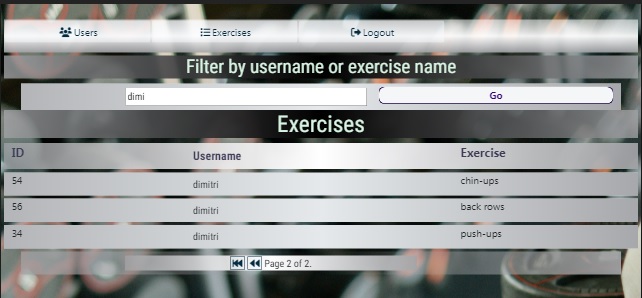 Users Exercises Logout
Filter by username or exercise name
dimi Go
Exercises
ID Username Exercise
54 dimitri chin-ups
56 dimitri back rows
34 dimitri push-ups
Page 2 of 2.